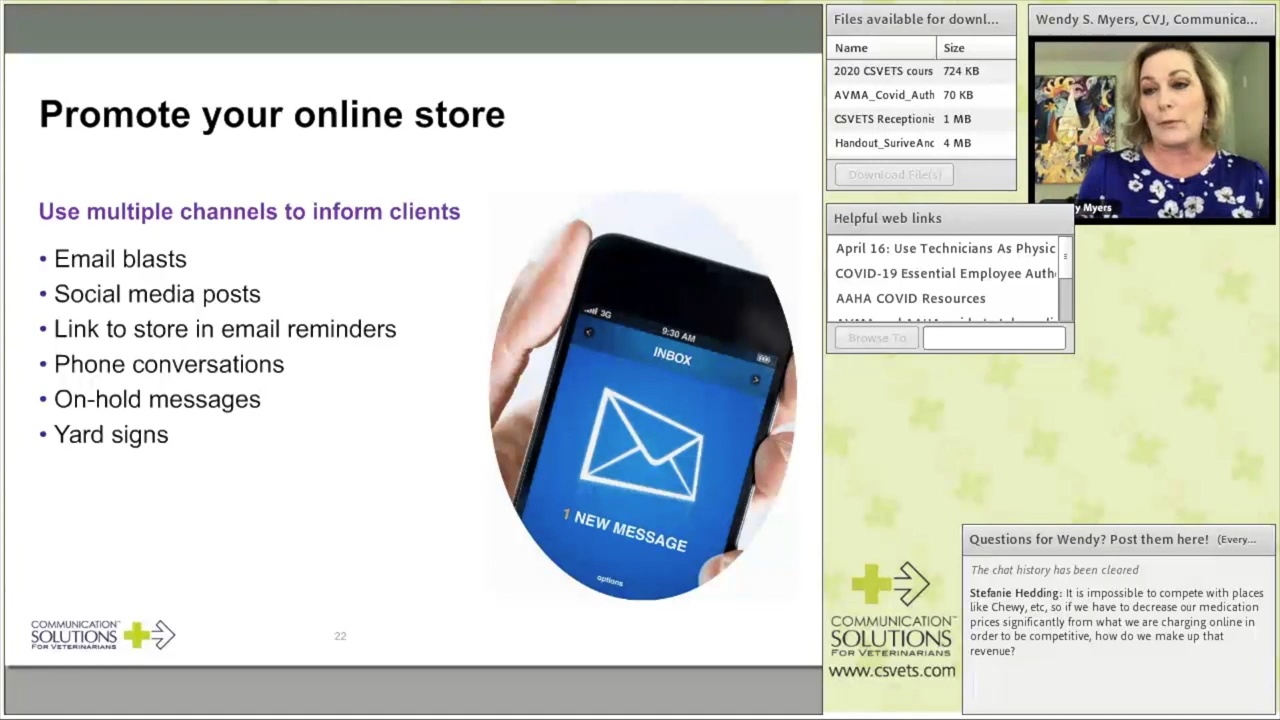 Promote your online store
Use multiple channels to inform clients
• Email blasts
• Social media posts
• Link to store in email reminders
• Phone conversations
• On-hold messages
• Yard signs
3G
9:30 AM
INBOX
1 NEW MESSAGE
options
COMMUNICATION™
SOLUTIONS
FOR VETERINARIANS
22
Files available for downl...
Name Size
2020 CSVETS cours 724 KB
AVMA_Covid_Auth 70 KB
CSVETS Receptionis 1 MB
Handout_SuriveAnc 4 MB
Download File(s)
Wendy S. Myers, CVJ, Communica...
y Myers
Helpful web links
April 16: Use Technicians As Physic
COVID-19 Essential Employee Auth
AAHA COVID Resources
Browse To
COMMUNICATION™
SOLUTIONS
FOR VETERINARIANS
www.csvets.com
Questions for Wendy? Post them here! (Every...
The chat history has been cleared
Stefanie Hedding: It is impossible to compete with places
like Chewy, etc, so if we have to decrease our medication
prices significantly from what we are charging online in
order to be competitive, how do we make up that
revenue?